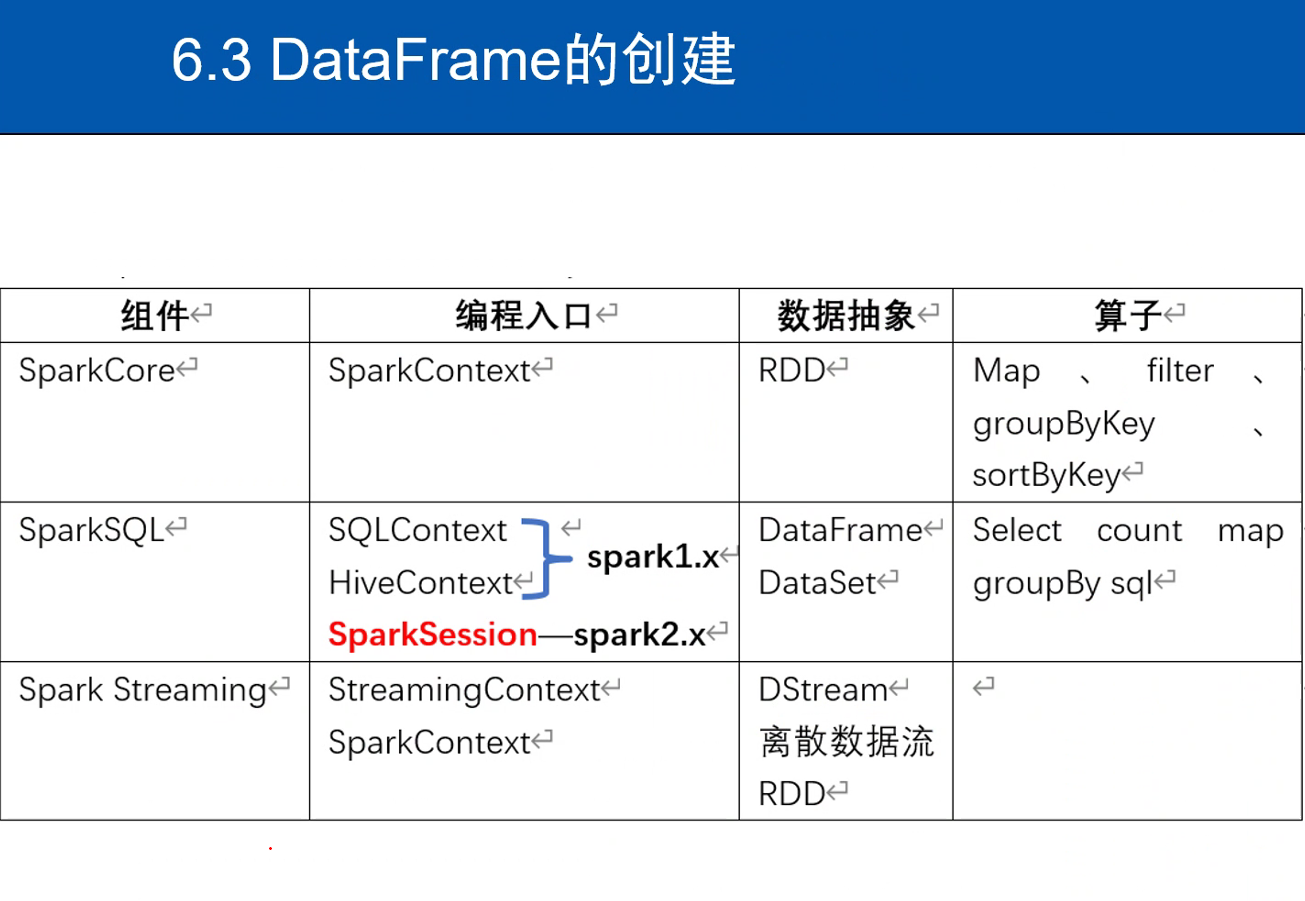 6.3 DataFrame的创建
组件 编程入口 数据抽象 算子
SparkCore
SparkContext
RDD
Map 、 filter 、
groupByKey 、
sortByKey
SparkSQL
SQLContext
HiveContext
spark1.x
SparkSession—spark2.x
DataFrame
DataSet
Select count map
groupBy sql
Spark Streaming
StreamingContext
SparkContext
DStream
离散数据流
RDD